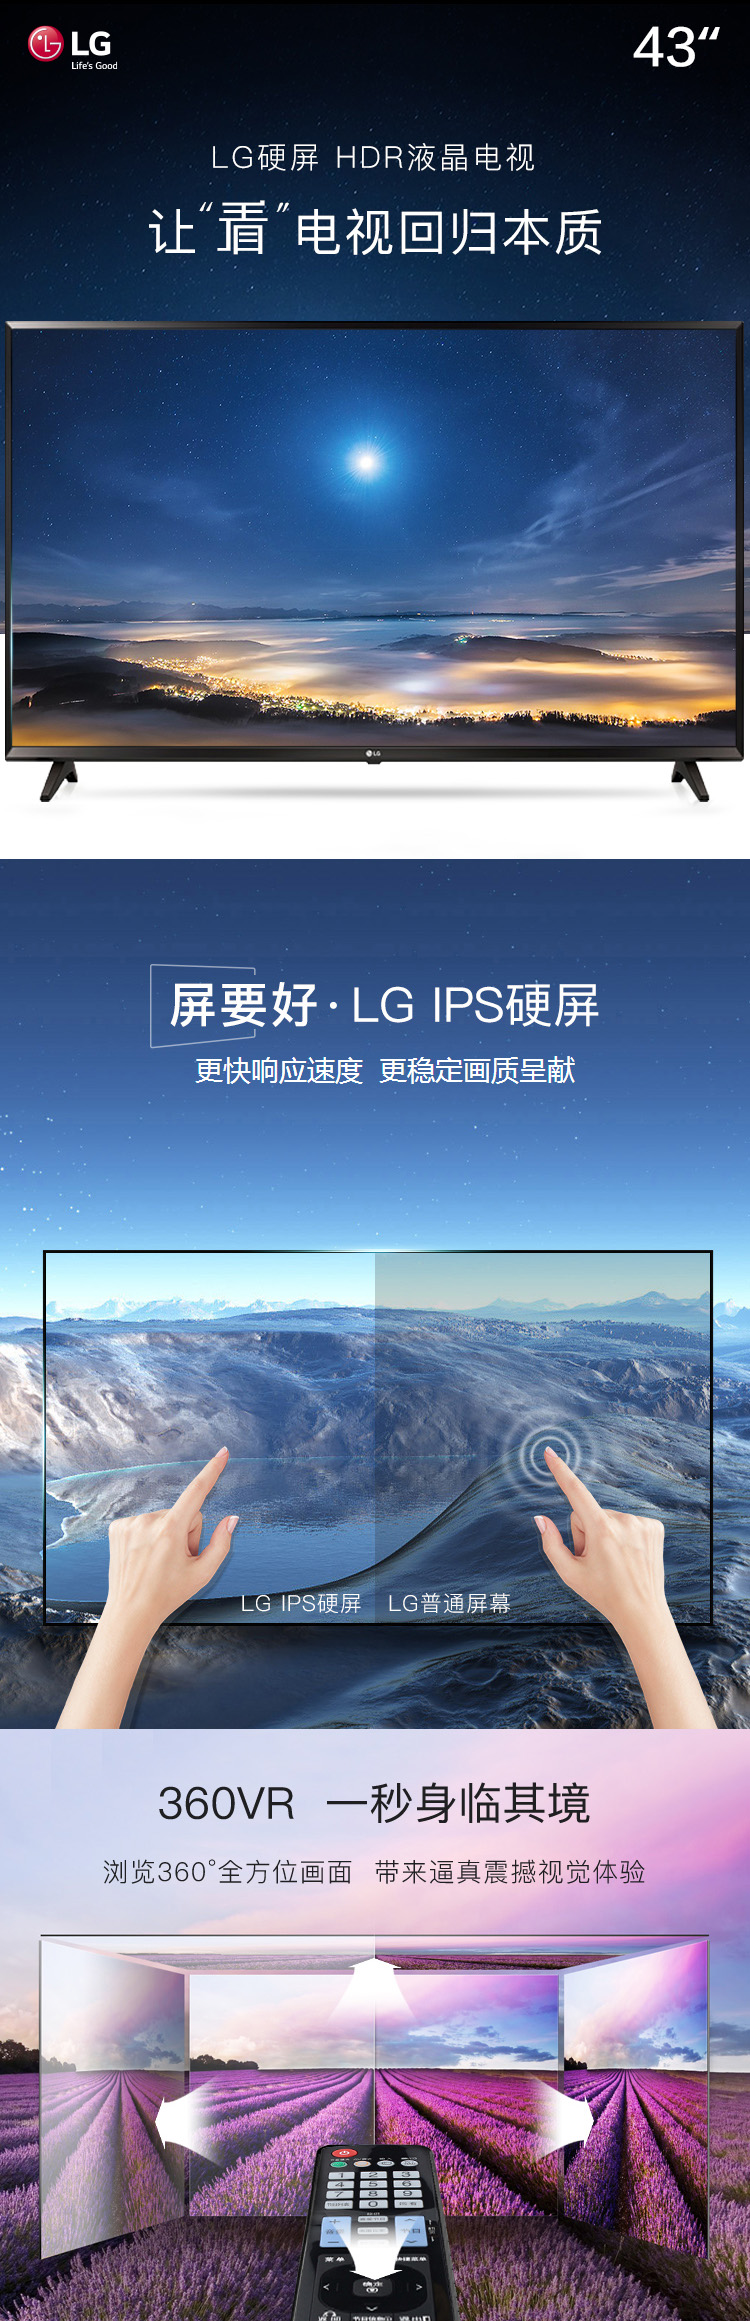 LG
Life's Good
43“
LG硬屏 HDR液晶电视
让“看”电视回归本质
LG
屏要好·LG IPS硬屏
更快响应速度 更稳定画质呈献
LG IPS硬屏 LG普通屏幕
360VR 一秒身临其境
浏览360°全方位画面 带来逼真震撼视觉体验
1 2 3
4 5 6
7 8 9
0
菜单 快捷菜单
确定